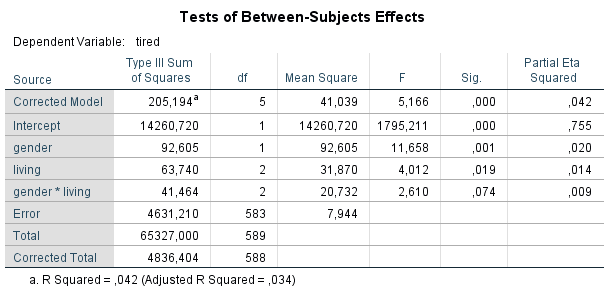 Tests of Between-Subjects Effects
Dependent Variable: tired
Source Type III Sum of Squares df Mean Square F Sig. Partial Eta Squared
Corrected Model 205,194a 5 41,039 5,166 ,000 ,042
Intercept 14260,720 1 14260,720 1795,211 ,000 ,755
gender 92,605 1 92,605 11,658 ,001 ,020
living 63,740 2 31,870 4,012 ,019 ,014
gender * living 41,464 2 20,732 2,610 ,074 ,009
Error 4631,210 583 7,944
Total 65327,000 589
Corrected Total 4836,404 588
a. R Squared = ,042 (Adjusted R Squared = ,034)